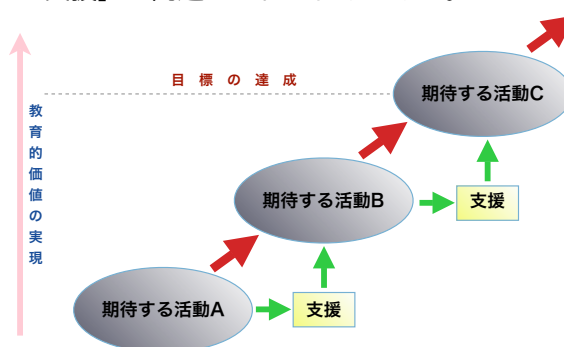 目標の達成
期待する活動C
教育的価値の実現
期待する活動B
支援
期待する活動A
支援